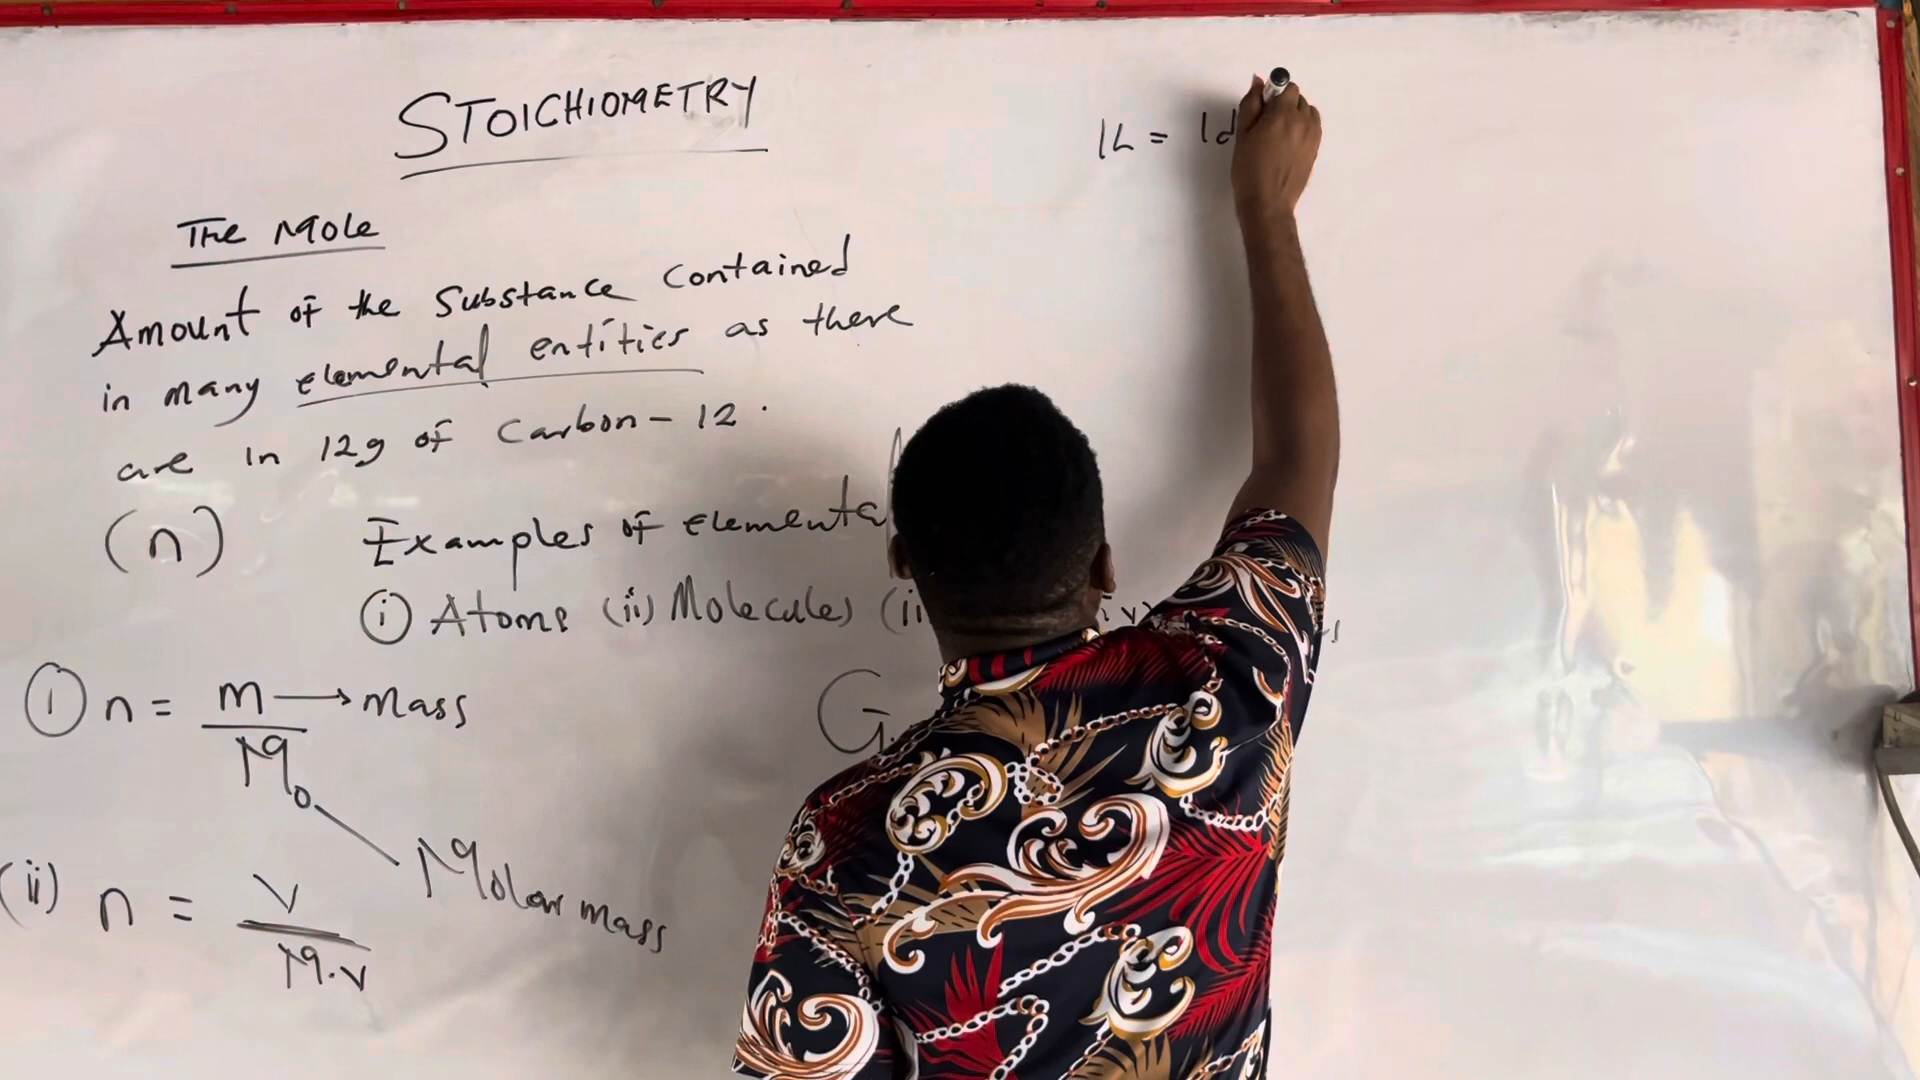 STOICHIOMETRY
1L = 1d
The Mole
Amount of the Substance contained
in many elemental entities as there
are in 12g of Carbon-12.
(n) Examples of Elementa
(i) Atoms (ii) Molecules (ii
(i) n = m/Mo → mass
Molar mass
(ii) n = v/M.v
G